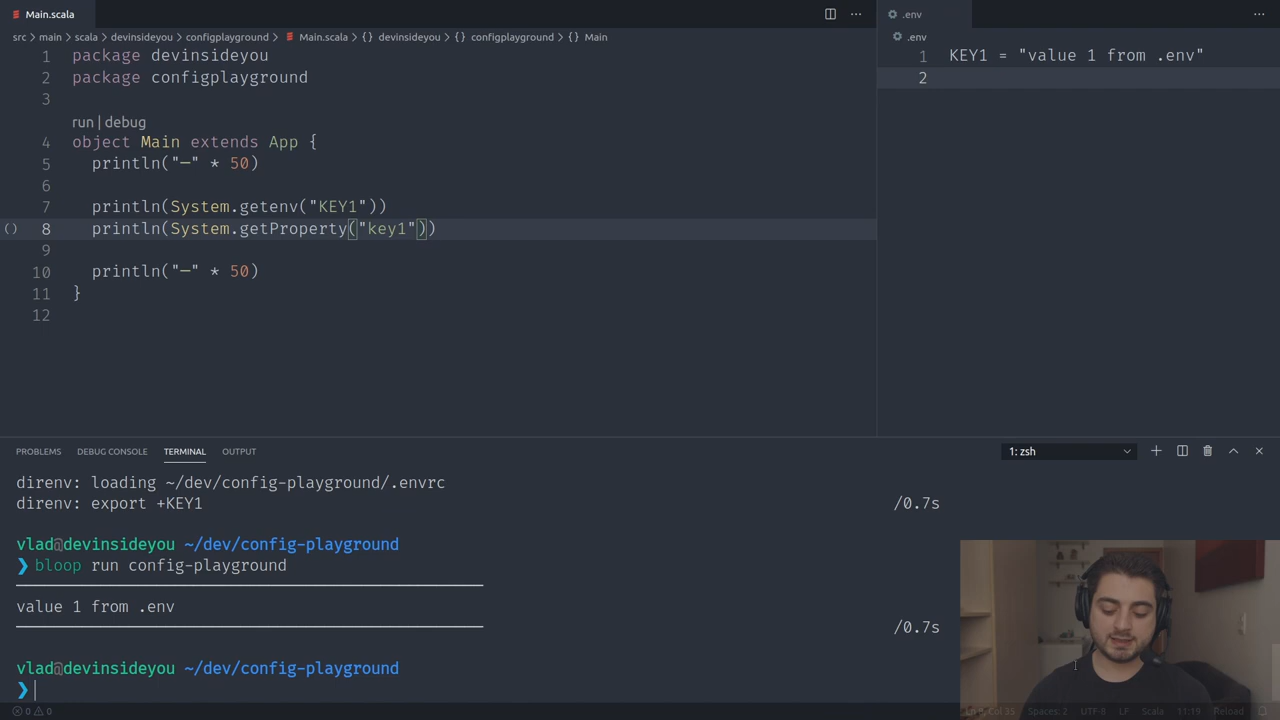 Main.scala
.env
src > main > scala > devinsideyou > configplayground > Main.scala > {} devinsideyou > {} configplayground > {} Main
.env
1 package devinsideyou
2 package configplayground
3
run | debug
4 object Main extends App {
5 println("─" * 50)
6
7 println(System.getenv("KEY1"))
8 println(System.getProperty("key1"))
9
10 println("─" * 50)
11 }
12
1 KEY1 = "value 1 from .env"
2
PROBLEMS DEBUG CONSOLE TERMINAL OUTPUT
1: zsh
direnv: loading ~/dev/config-playground/.envrc
direnv: export +KEY1 /0.7s
vlad@devinsideyou ~/dev/config-playground
❯ bloop run config-playground
value 1 from .env
/0.7s
vlad@devinsideyou ~/dev/config-playground
❯
0 0
Col 35 Spaces: 2 UTF-8 LF Scala 11:19 Reload